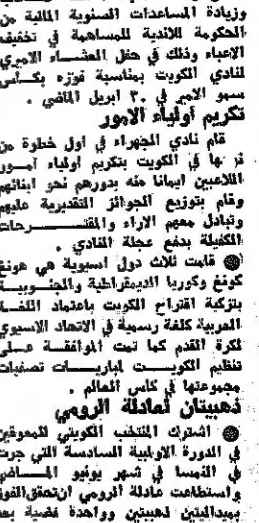 وزيادة المساعدات السنوية المالية من
الحكومة للاندية للمساهمة في تخفيف
الاعباء وذلك في حفل العشاء الاميري
لنادي الكويت بمناسبة فوزه بكأس
سمو الامير في ٣٠ ابريل الماضي .
تكريم أولياء الامور
قام نادي الجهراء في اول خطوة من
نوعها في الكويت بتكريم اولياء امور
اللاعبين ايمانا منه بدورهم نحو ابنائهم
وقام بتوزيع الجوائز التقديرية عليهم
وتبادل معهم الاراء والمقترحات
الكفيلة بدفع عجلة النادي .
● قامت ثلاث دول اسيوية هي هونغ
كونغ وكوريا الديمقراطية والجنوبية
بتزكية اقتراح الكويت باعتماد اللغة
العربية كلغة رسمية في الاتحاد الاسيوي
لكرة القدم كما تمت الموافقة على
تنظيم الكويت لمباريات تصفيات
مجموعتها في كاس العالم .
ذهبيتان لعادلة الرومي
● اشترك المنتخب الكويتي للمعوقين
في الدورة الاولمبية السادسة التي جرت
في النمسا في شهر يونيو الماضي
واستطاعت عادلة الرومي ان تحقق الفوز
بميداليتين ذهبيتين وواحدة فضية بعد